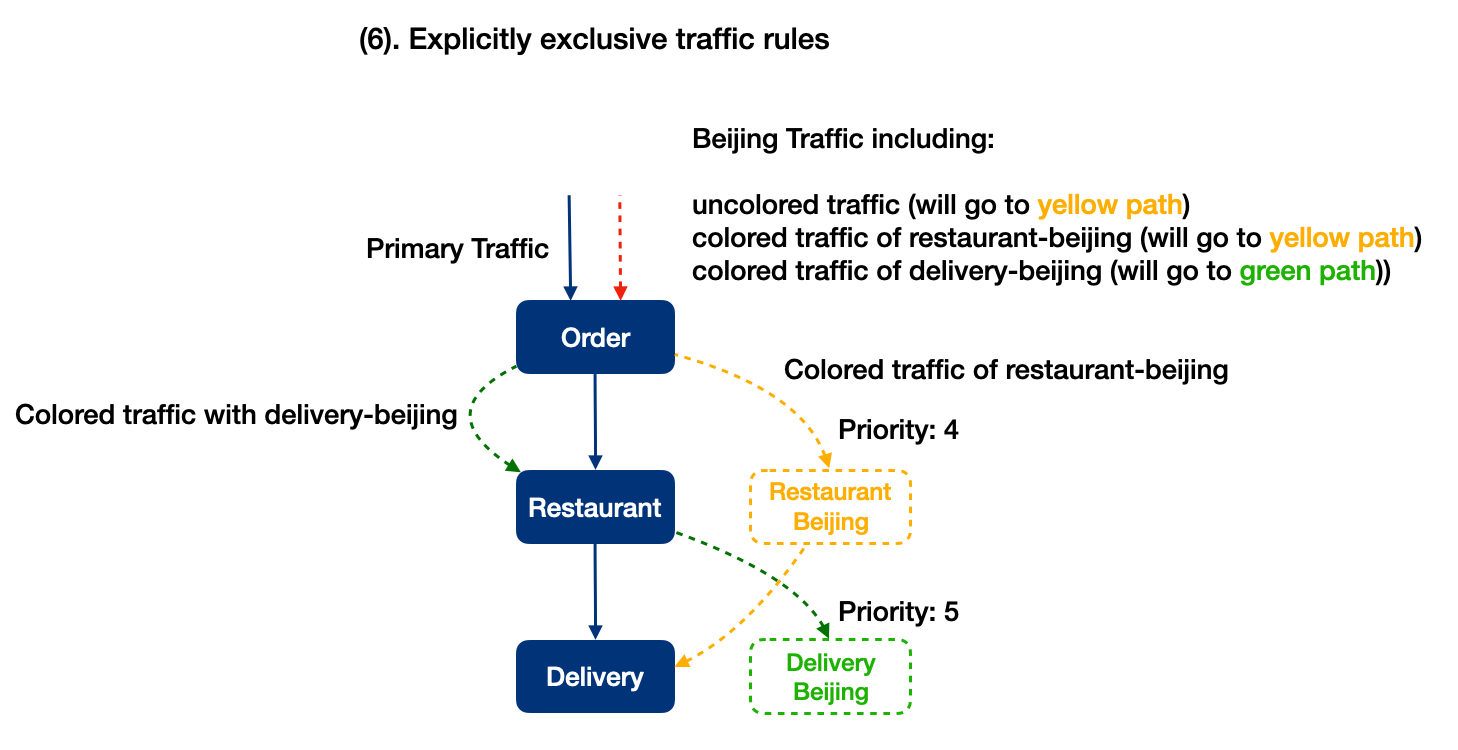 (6). Explicitly exclusive traffic rules
Beijing Traffic including:
uncolored traffic (will go to yellow path)
colored traffic of restaurant-beijing (will go to yellow path)
colored traffic of delivery-beijing (will go to green path))
Primary Traffic
Order
Colored traffic of restaurant-beijing
Colored traffic with delivery-beijing
Priority: 4
Restaurant
Restaurant
Beijing
Priority: 5
Delivery
Delivery
Beijing